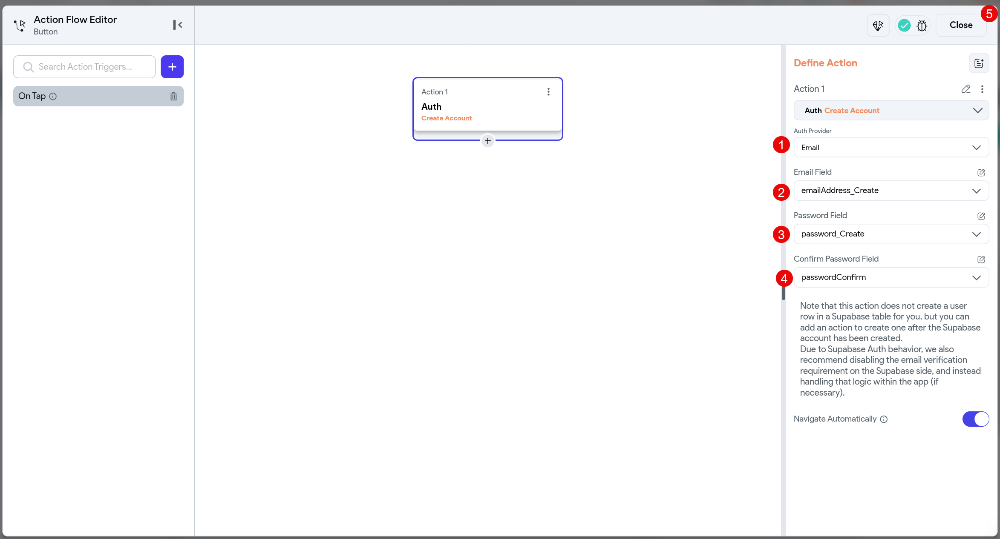 Action Flow Editor
Button
5
Close
Search Action Triggers...
On Tap
Action 1
Auth
Create Account
Define Action
Action 1
Auth Create Account
Auth Provider
1
Email
Email Field
2
emailAddress_Create
Password Field
3
password_Create
Confirm Password Field
4
passwordConfirm
Note that this action does not create a user
row in a Supabase table for you, but you can
add an action to create one after the Supabase
account has been created.
Due to Supabase Auth behavior, we also
recommend disabling the email verification
requirement on the Supabase side, and instead
handling that logic within the app (if
necessary).
Navigate Automatically